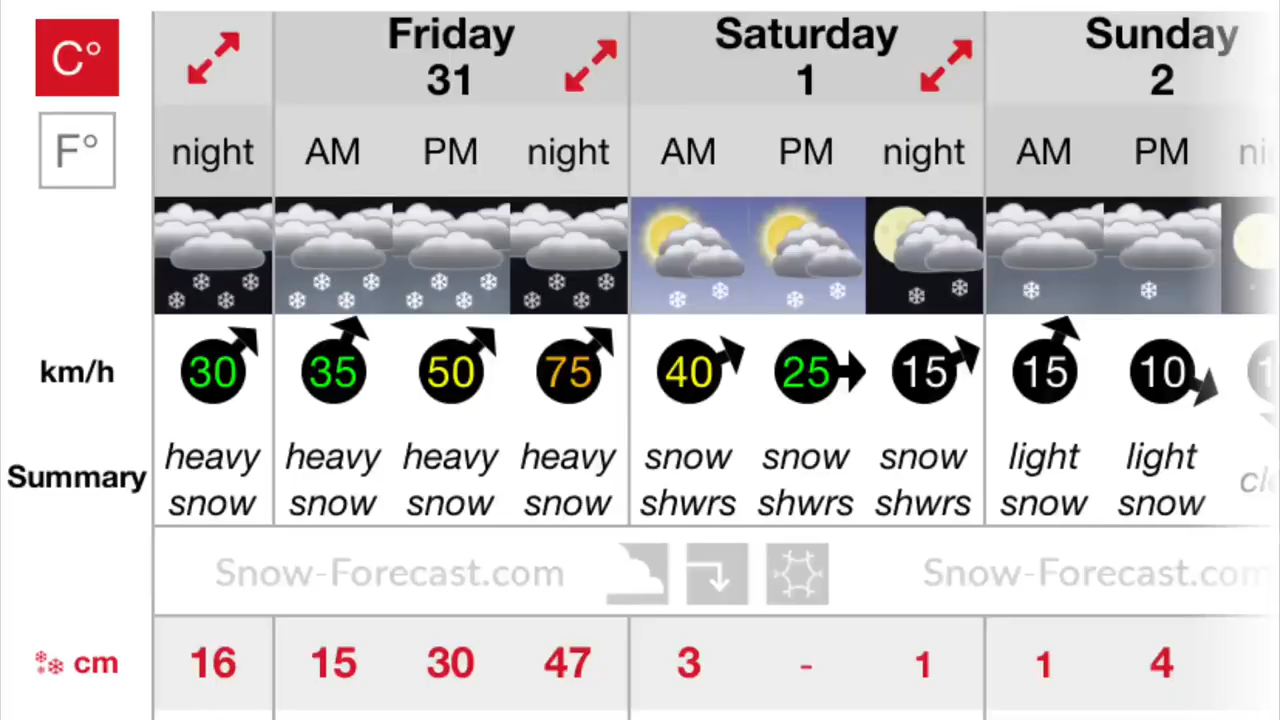 C° Friday Saturday Sunday
31 1 2
F° night AM PM night AM PM night AM PM
km/h 30 35 50 75 40 25 15 15 10
Summary heavy snow heavy snow heavy snow heavy snow snow shwrs snow shwrs snow shwrs light snow light snow
Snow-Forecast.com Snow-Forecast.com
cm 16 15 30 47 3 - 1 1 4